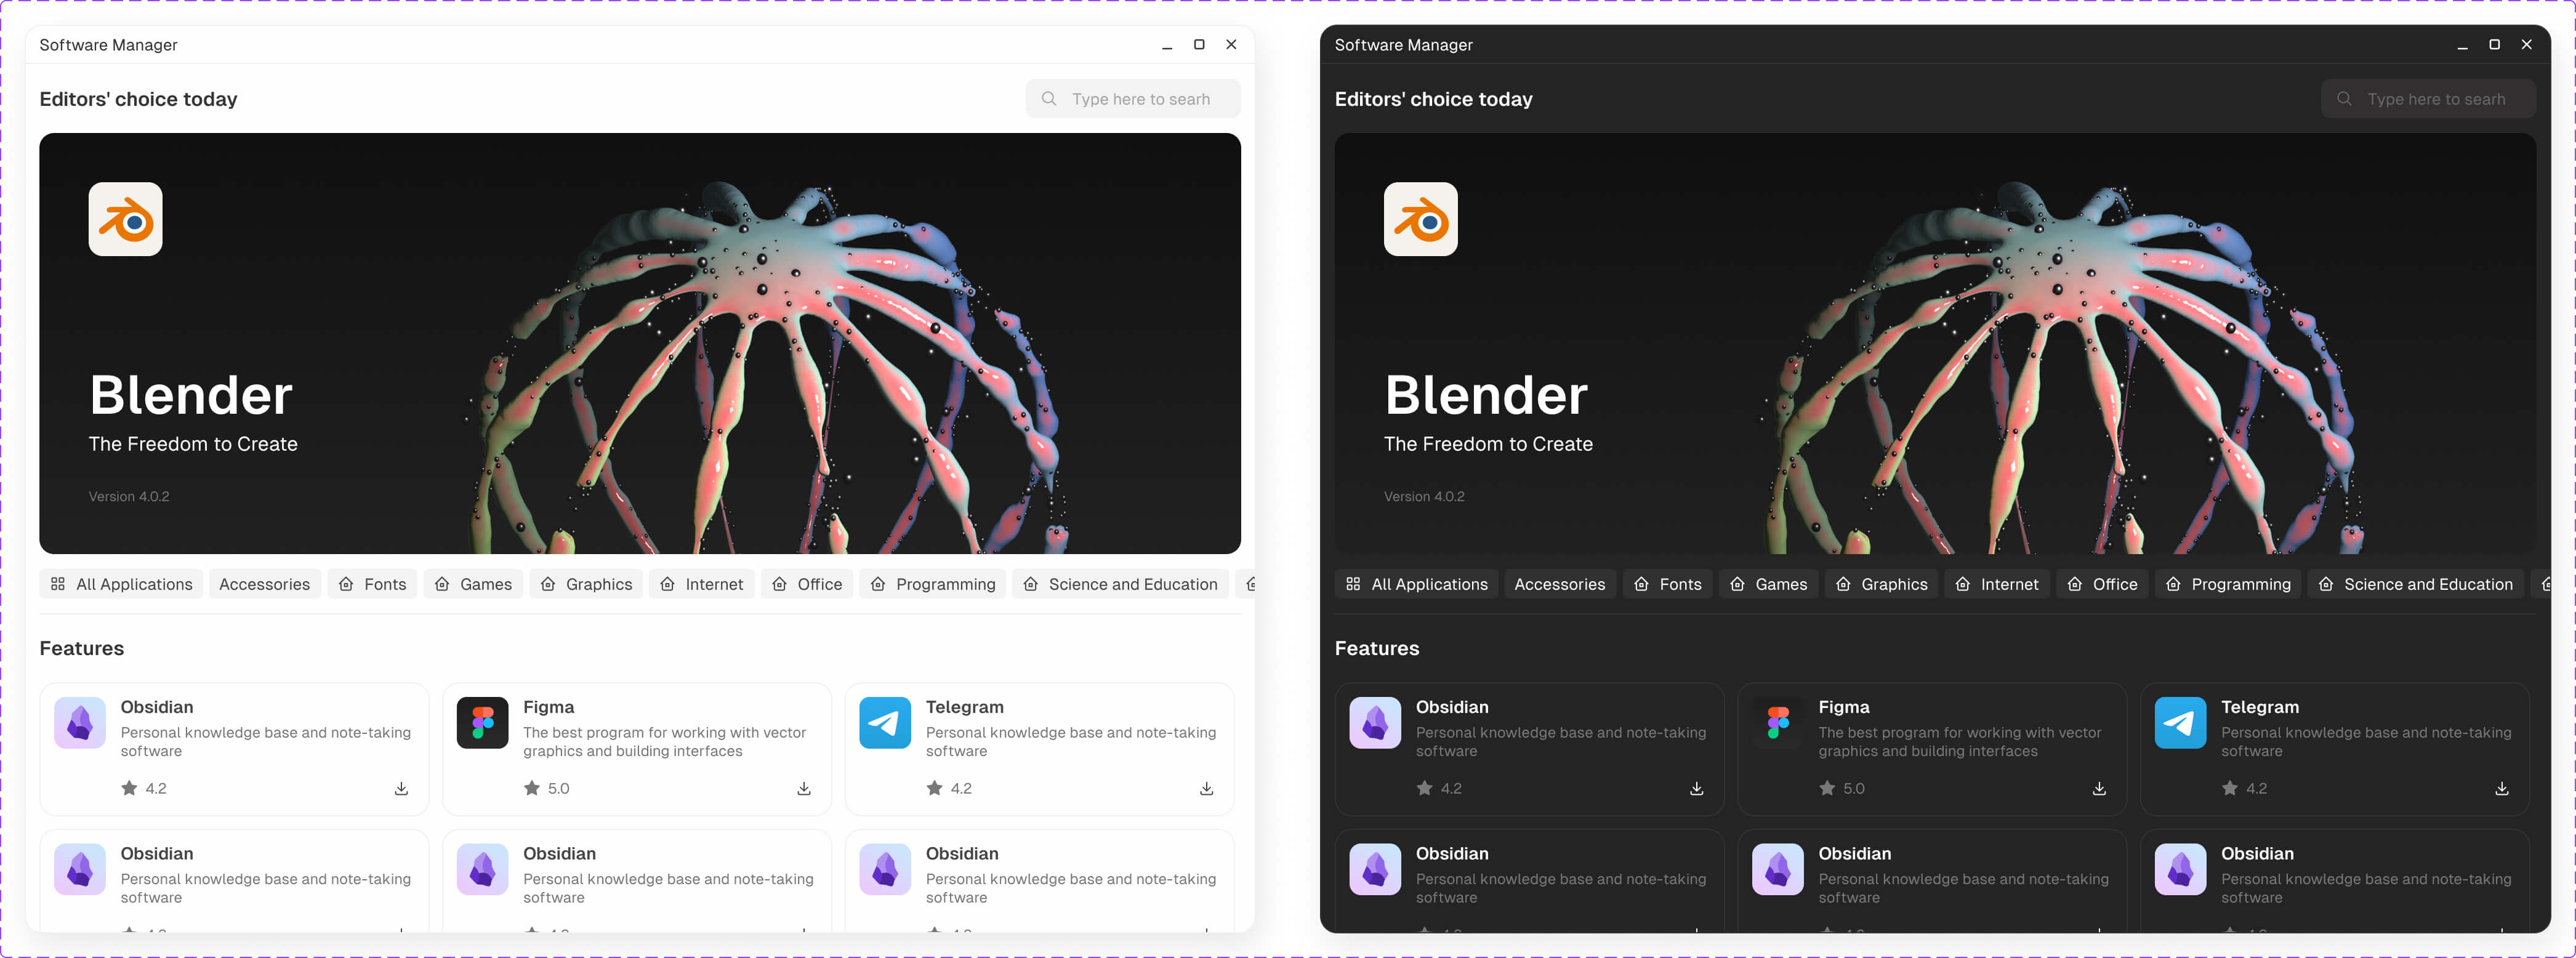 Software Manager
Editors' choice today
Type here to searh
Blender
The Freedom to Create
Version 4.0.2
All Applications
Accessories
Fonts
Games
Graphics
Internet
Office
Programming
Science and Education
Features
Obsidian
Personal knowledge base and note-taking
software
4.2
Figma
The best program for working with vector
graphics and building interfaces
5.0
Telegram
Personal knowledge base and note-taking
software
4.2
Obsidian
Personal knowledge base and note-taking
software
Obsidian
Personal knowledge base and note-taking
software
Obsidian
Personal knowledge base and note-taking
software
Software Manager
Editors' choice today
Type here to searh
Blender
The Freedom to Create
Version 4.0.2
All Applications
Accessories
Fonts
Games
Graphics
Internet
Office
Programming
Science and Education
Features
Obsidian
Personal knowledge base and note-taking
software
4.2
Figma
The best program for working with vector
graphics and building interfaces
5.0
Telegram
Personal knowledge base and note-taking
software
4.2
Obsidian
Personal knowledge base and note-taking
software
Obsidian
Personal knowledge base and note-taking
software
Obsidian
Personal knowledge base and note-taking
software